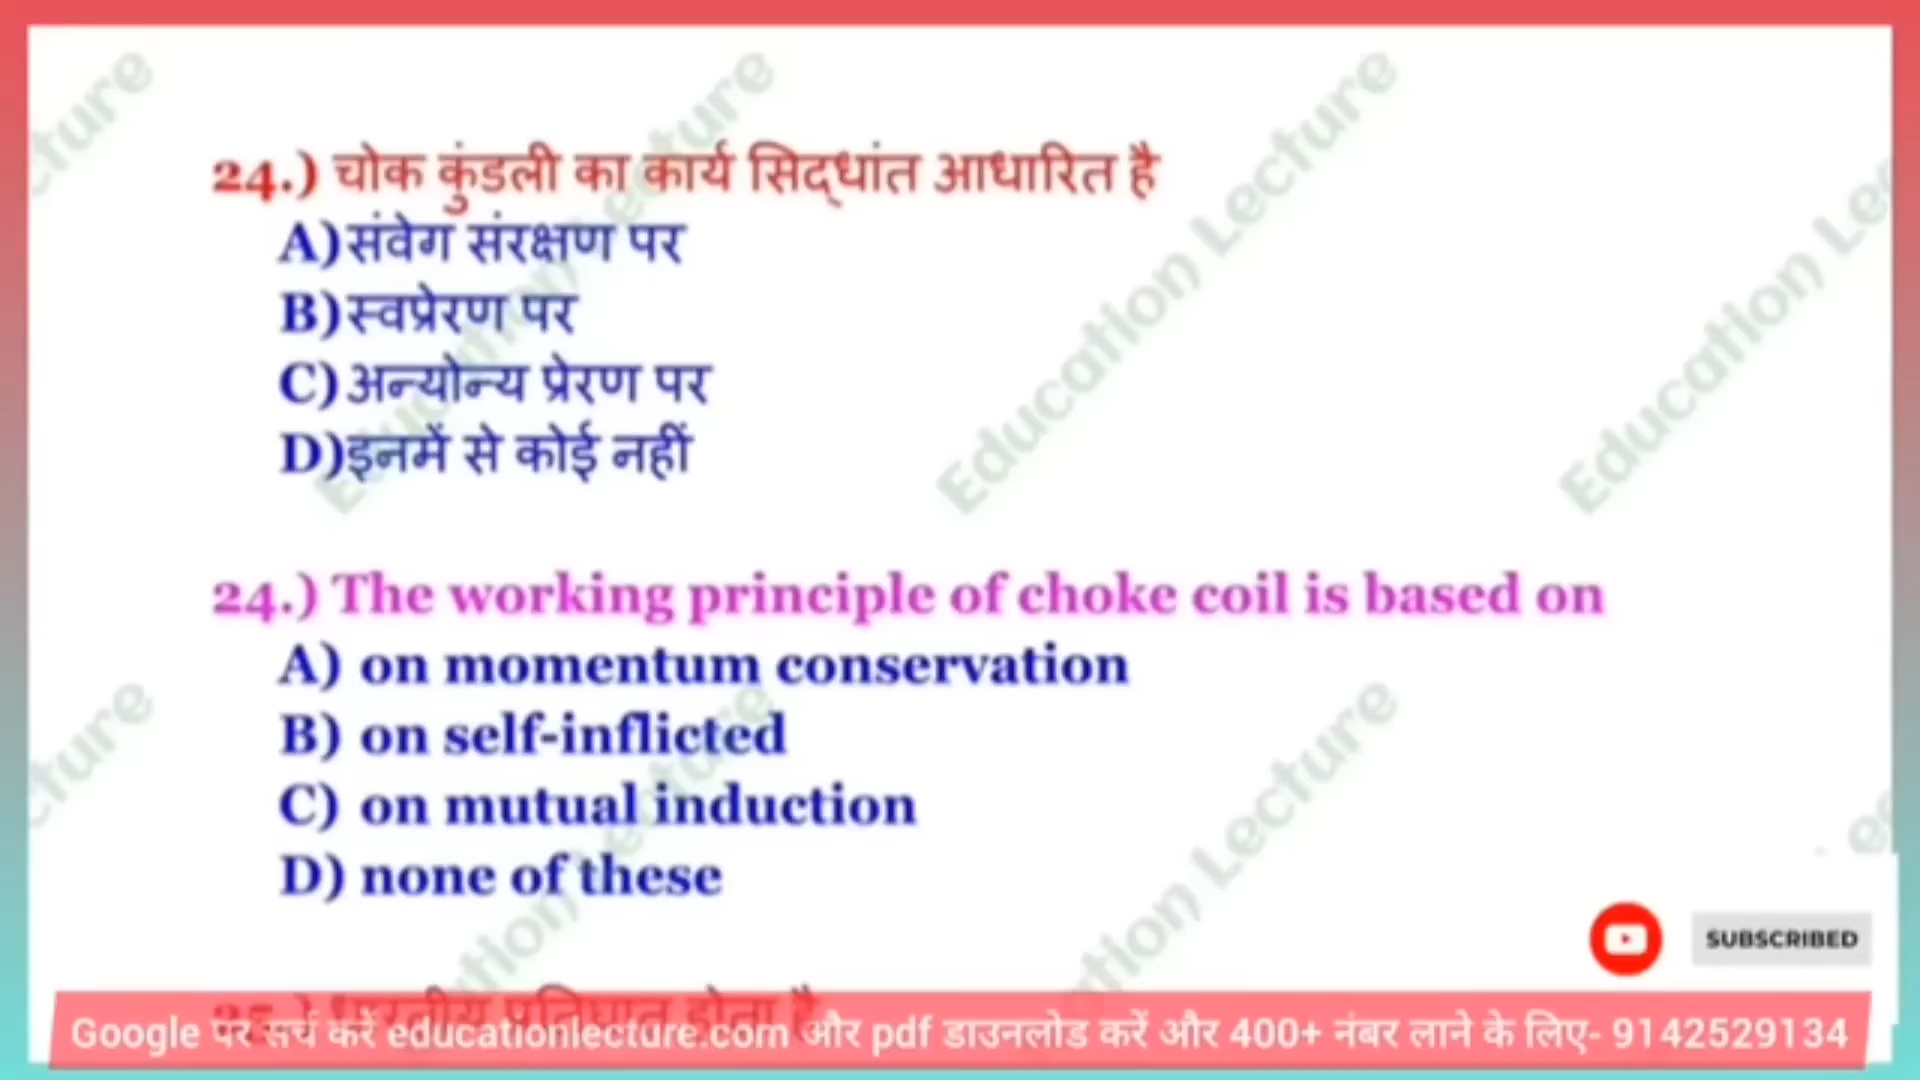 24.) चोक कुंडली का कार्य सिद्धांत आधारित है
A) संवेग संरक्षण पर
B) स्वप्रेरण पर
C) अन्योन्य प्रेरण पर
D) इनमें से कोई नहीं
24.) The working principle of choke coil is based on
A) on momentum conservation
B) on self-inflicted
C) on mutual induction
D) none of these
SUBSCRIBED
Google पर सर्च करें educationlecture.com और pdf डाउनलोड करें और 400+ नंबर लाने के लिए- 9142529134
Education Lecture